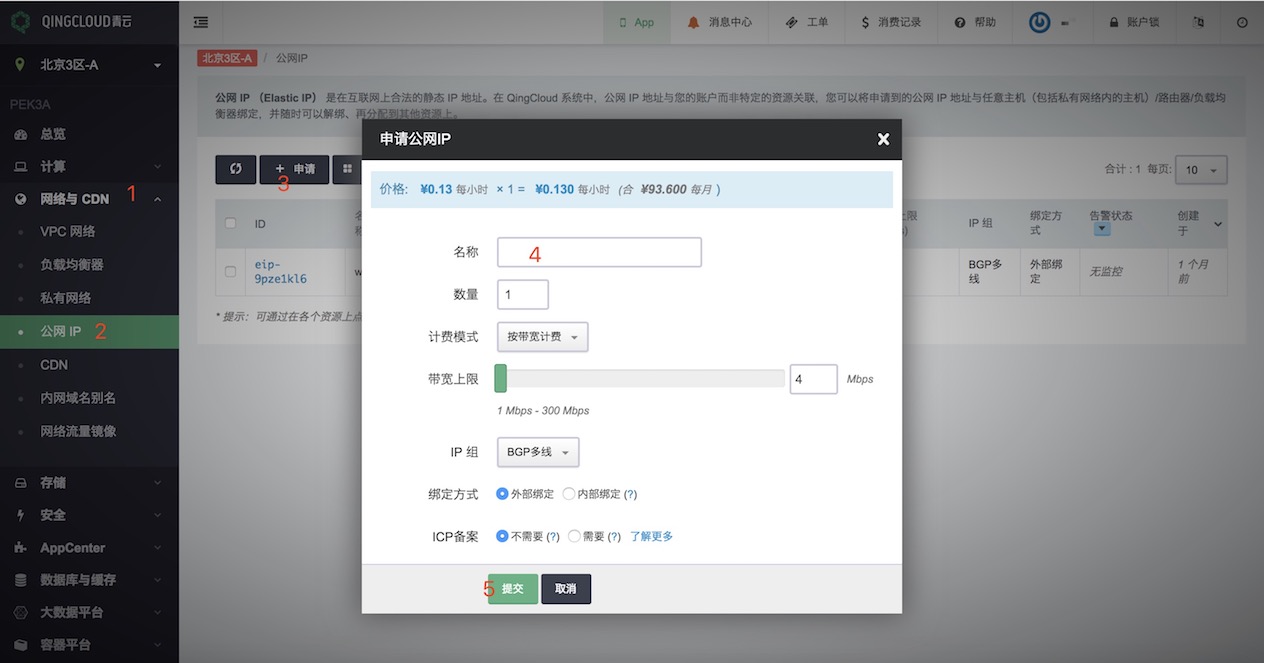 QINGCLOUD青云
App
消息中心
工单
$ 消费记录
帮助
账户锁
北京3区-A
PEK3A
总览
计算
网络与 CDN 1
VPC 网络
负载均衡器
私有网络
公网 IP 2
CDN
内网域名别名
网络流量镜像
存储
安全
AppCenter
数据库与缓存
大数据平台
容器平台
北京3区-A / 公网IP
公网 IP （Elastic IP） 是在互联网上合法的静态 IP 地址。在 QingCloud 系统中，公网 IP 地址与您的账户而非特定的资源关联，您可以将申请到的公网 IP 地址与任意主机（包括私有网络内的主机）/路由器/负载均
衡器绑定，并随时可以解绑、再分配到其他资源上。
+ 申请
3
合计：1 每页: 10
ID
IP 组
绑定方
式
告警状态
创建
于
eip-
9pze1kl6
w
BGP多
线
外部绑
定
无监控
1 个月
前
* 提示：可通过在各个资源上点
申请公网IP
价格: ¥0.13 每小时 × 1 = ¥0.130 每小时 (合 ¥93.600 每月 )
名称 4
数量 1
计费模式 按带宽计费
带宽上限 4 Mbps
1 Mbps - 300 Mbps
IP 组 BGP多线
绑定方式 外部绑定 内部绑定 (?)
ICP备案 不需要 (?) 需要 (?) 了解更多
5 提交 取消